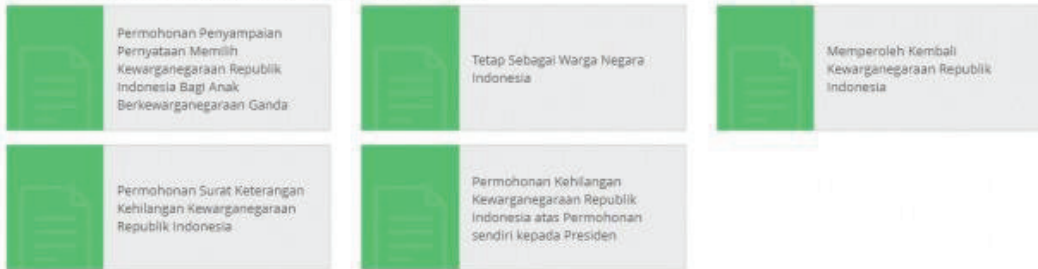 Permohonan Penyampaian
Pernyataan Memilih
Kewarganegaraan Republik
Indonesia Bagi Anak
Berkewarganegaraan Ganda
Tetap Sebagai Warga Negara
Indonesia
Memperoleh Kembali
Kewarganegaraan Republik
Indonesia
Permohonan Surat Keterangan
Kehilangan Kewarganegaraan
Republik Indonesia
Permohonan Kehilangan
Kewarganegaraan Republik
Indonesia atas Permohonan
sendiri kepada Presiden